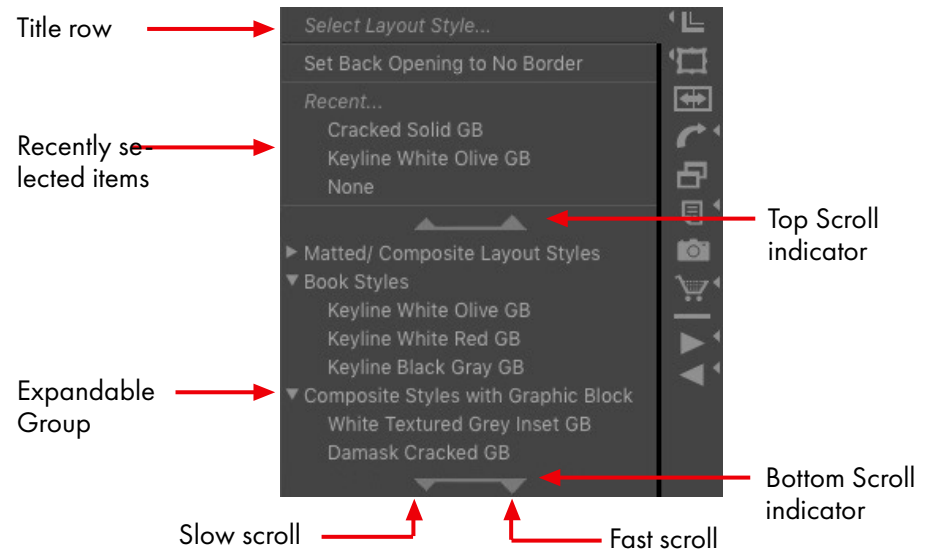 Title row
Select Layout Style...
Set Back Opening to No Border
Recent...
Cracked Solid GB
Recently se-
lected items
Keyline White Olive GB
None
Top Scroll
indicator
Matted/ Composite Layout Styles
Book Styles
Keyline White Olive GB
Keyline White Red GB
Keyline Black Gray GB
Expandable
Group
Composite Styles with Graphic Block
White Textured Grey Inset GB
Damask Cracked GB
Bottom Scroll
indicator
Slow scroll
Fast scroll